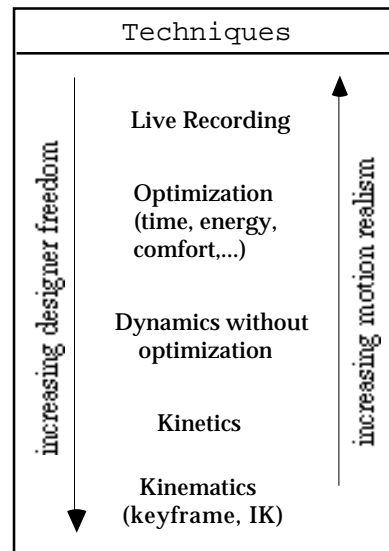 Techniques
increasing designer freedom
Live Recording
Optimization
(time, energy,
comfort,...)
Dynamics without
optimization
Kinetics
Kinematics
(keyframe, IK)
increasing motion realism